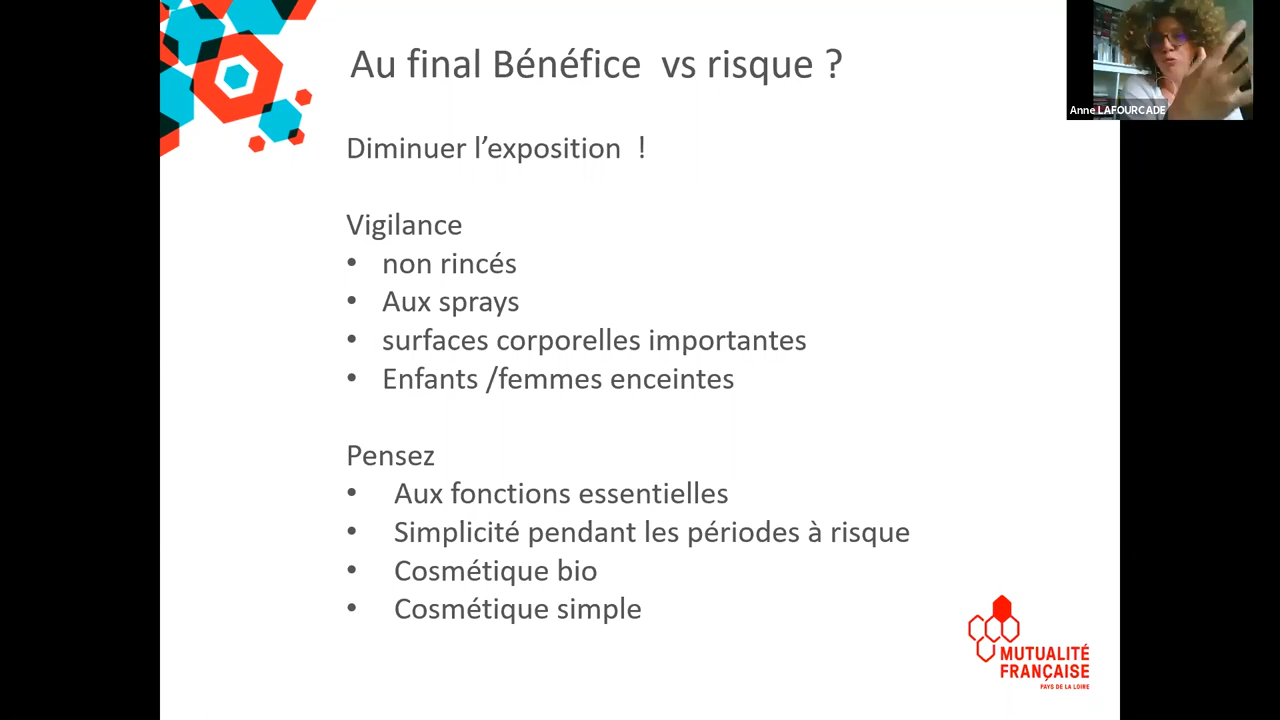 Au final Bénéfice vs risque ?
Anne LAFOURCADE
Diminuer l’exposition !
Vigilance
• non rincés
• Aux sprays
• surfaces corporelles importantes
• Enfants /femmes enceintes
Pensez
• Aux fonctions essentielles
• Simplicité pendant les périodes à risque
• Cosmétique bio
• Cosmétique simple
MUTUALITÉ
FRANÇAISE
PAYS DE LA LOIRE